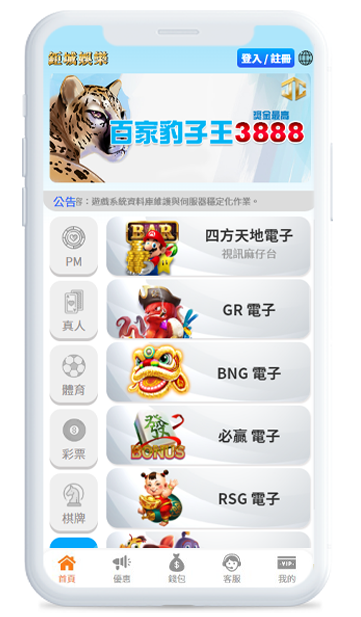 鉅城娛樂
登入 / 註冊
獎金最高
百家豹子王3888
公告
容：遊戲系統資料庫維護與伺服器穩定化作業。
PM
BAR
四方天地電子
視訊麻仔台
真人
GR 電子
體育
BNG 電子
彩票
8
發
BONUS
必贏 電子
棋牌
RSG 電子
首頁
優惠
錢包
客服
VIP
我的